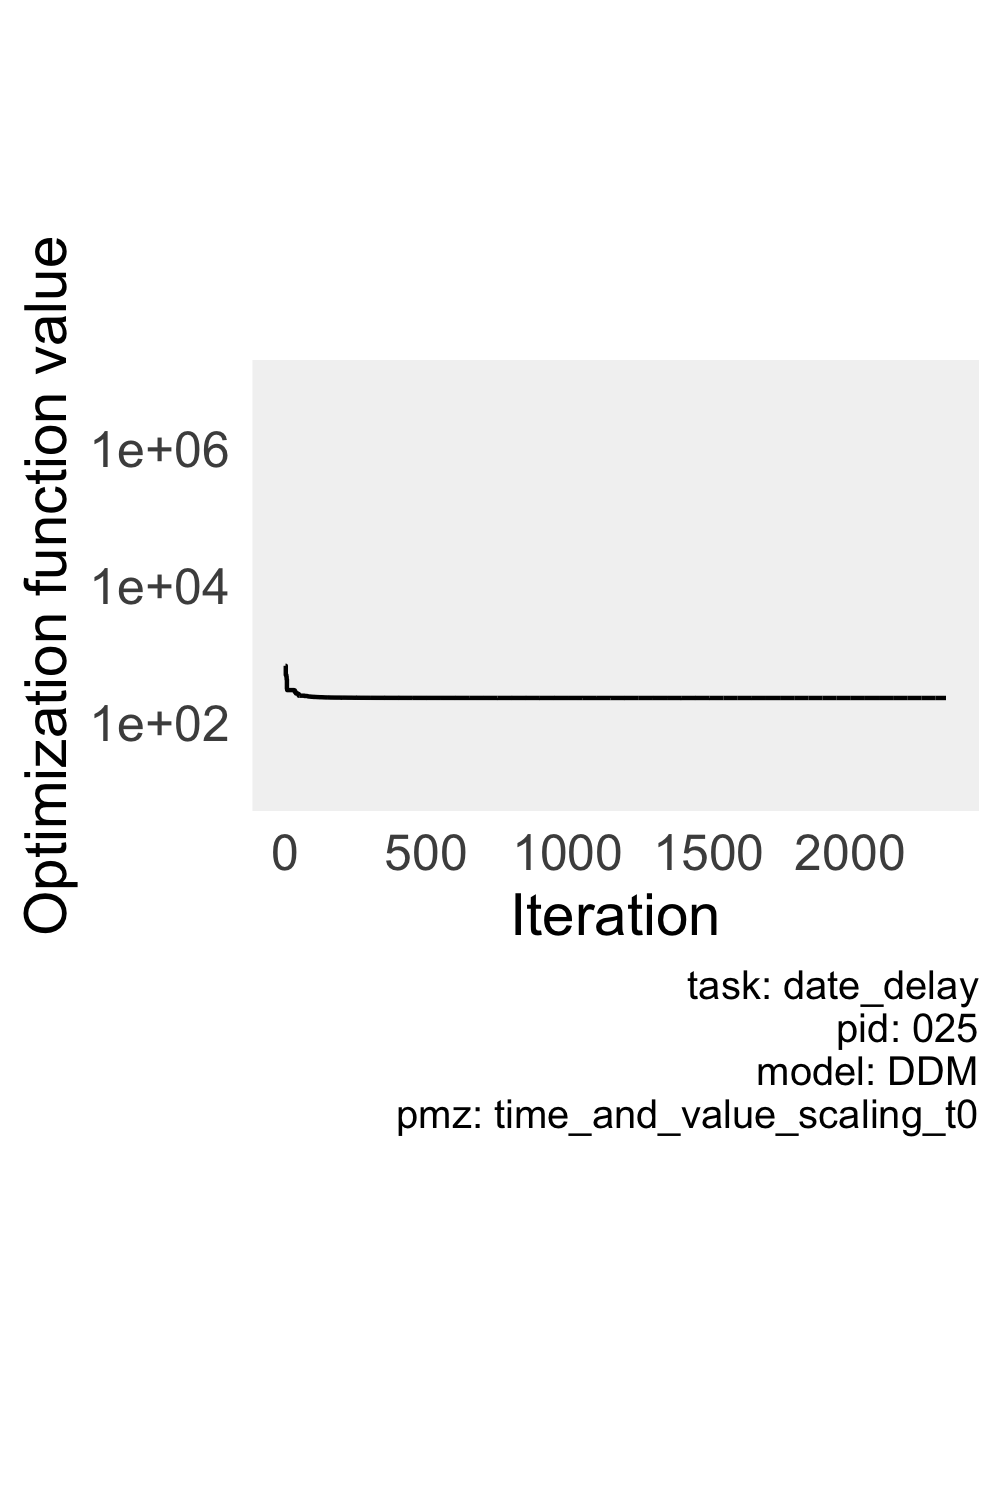 Optimization function value
1e+06
1e+04
1e+02
0 500 1000 1500 2000
Iteration
task: date_delay
pid: 025
model: DDM
pmz: time_and_value_scaling_t0